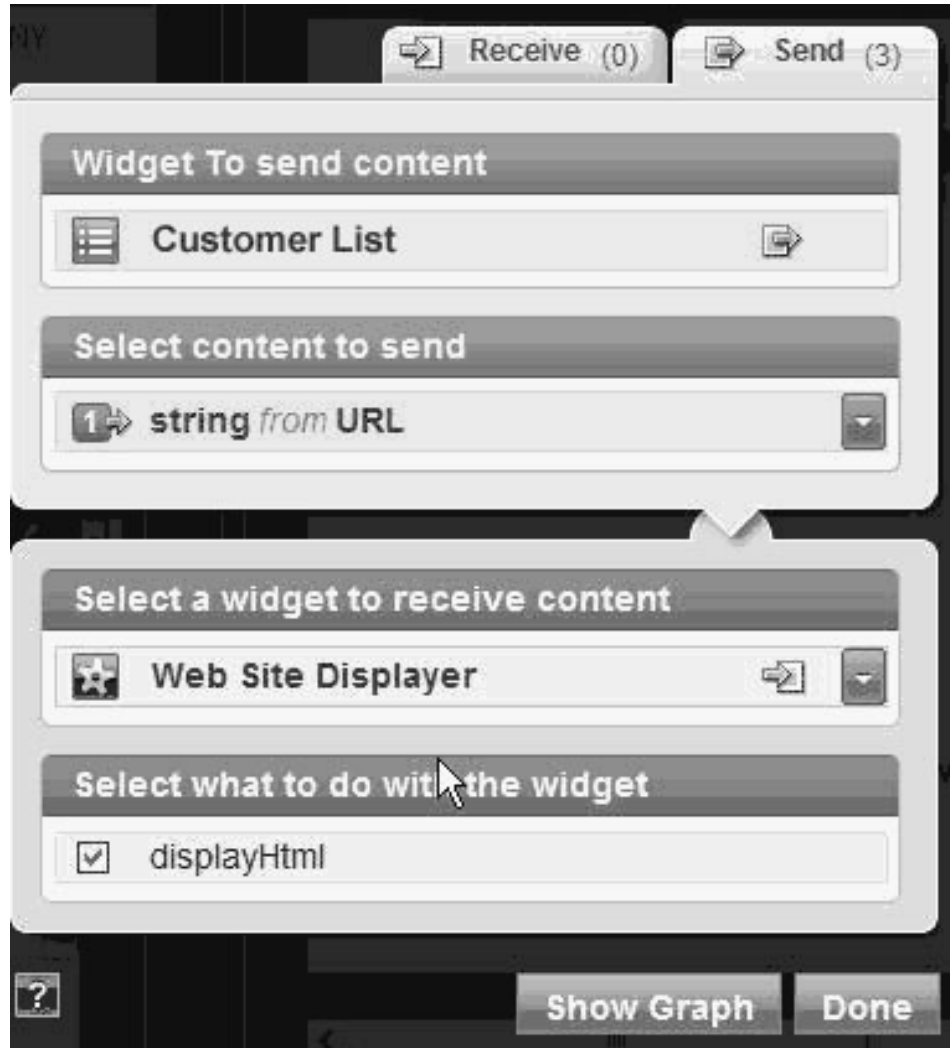 NY
Receive (0) Send (3)
Widget To send content
Customer List
Select content to send
1 string from URL
Select a widget to receive content
Web Site Displayer
Select what to do with the widget
displayHtml
? Show Graph Done